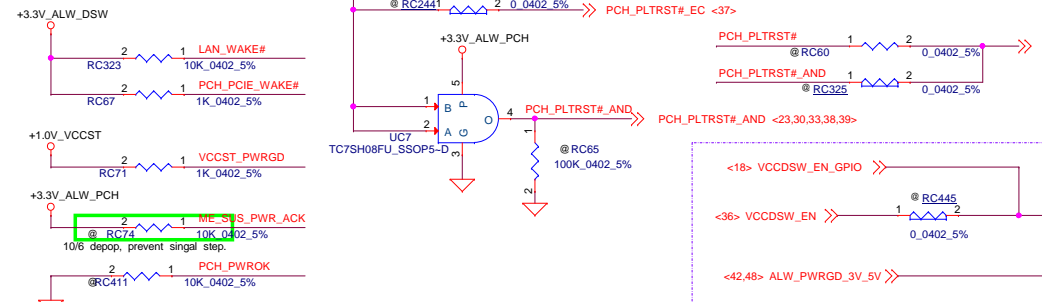 +3.3V_ALW_DSW
2 1 LAN_WAKE#
RC323 10K_0402_5%
2 1 PCH_PCIE_WAKE#
RC67 1K_0402_5%
+1.0V_VCCST
2 1 VCCST_PWRGD
RC71 1K_0402_5%
+3.3V_ALW_PCH
2 1 ME_SUS_PWR_ACK
@ RC74 10K_0402_5%
10/6 depop, prevent singal step.
2 1 PCH_PWROK
@RC411 10K_0402_5%
@ RC244 1 2 0_0402_5% PCH_PLTRST#_EC <37>
+3.3V_ALW_PCH
5
1 B P
4 PCH_PLTRST#_AND
O
2 A G
UC7
TC7SH08FU_SSOP5~D
3
PCH_PLTRST#_AND <23,30,33,38,39>
1
@ RC65
100K_0402_5%
2
PCH_PLTRST#
@ RC60 1 2 0_0402_5%
PCH_PLTRST#_AND
@ RC325 1 2 0_0402_5%
<18> VCCDSW_EN_GPIO
@ RC445
<36> VCCDSW_EN 1 2
0_0402_5%
<42,48> ALW_PWRGD_3V_5V